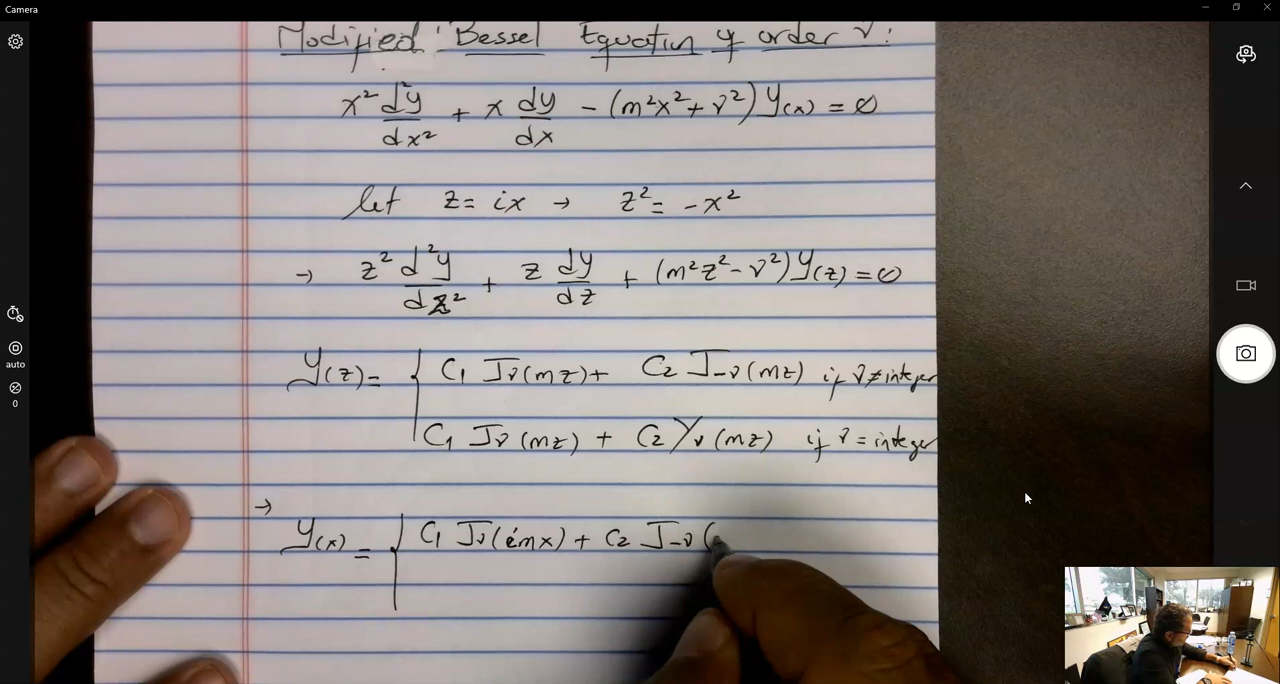 Camera
Modified Bessel Equation of order ν:
x² d²y/dx² + x dy/dx - (m²x² + ν²) y(x) = 0
let z = ix → z² = -x²
→ z² d²y/dz² + z dy/dz + (m²z² - ν²) y(z) = 0
y(z) = { C₁ Jν(mz) + C₂ J-ν(mz) if ν ≠ integer
C₁ Jν(mz) + C₂ Yν(mz) if ν = integer
→
y(x) = { C₁ Jν(imx) + C₂ J-ν(
auto
0